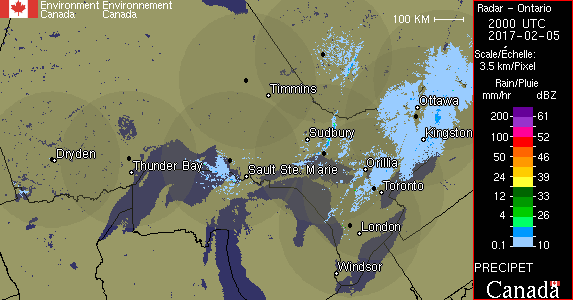 Environment Environnement
Canada Canada
100 KM
Timmins
Ottawa
Sudbury
Kingston
Dryden
Thunder Bay
Sault Ste. Marie
Orillia
Toronto
London
Windsor
Radar - Ontario
2000 UTC
2017-02-05
Scale/Échelle:
3.5 km/Pixel
Rain/Pluie
mm/hr dBZ
200 61
100 52
50 46
24 39
12 33
4 26
0.1 10
PRECIPET
Canada